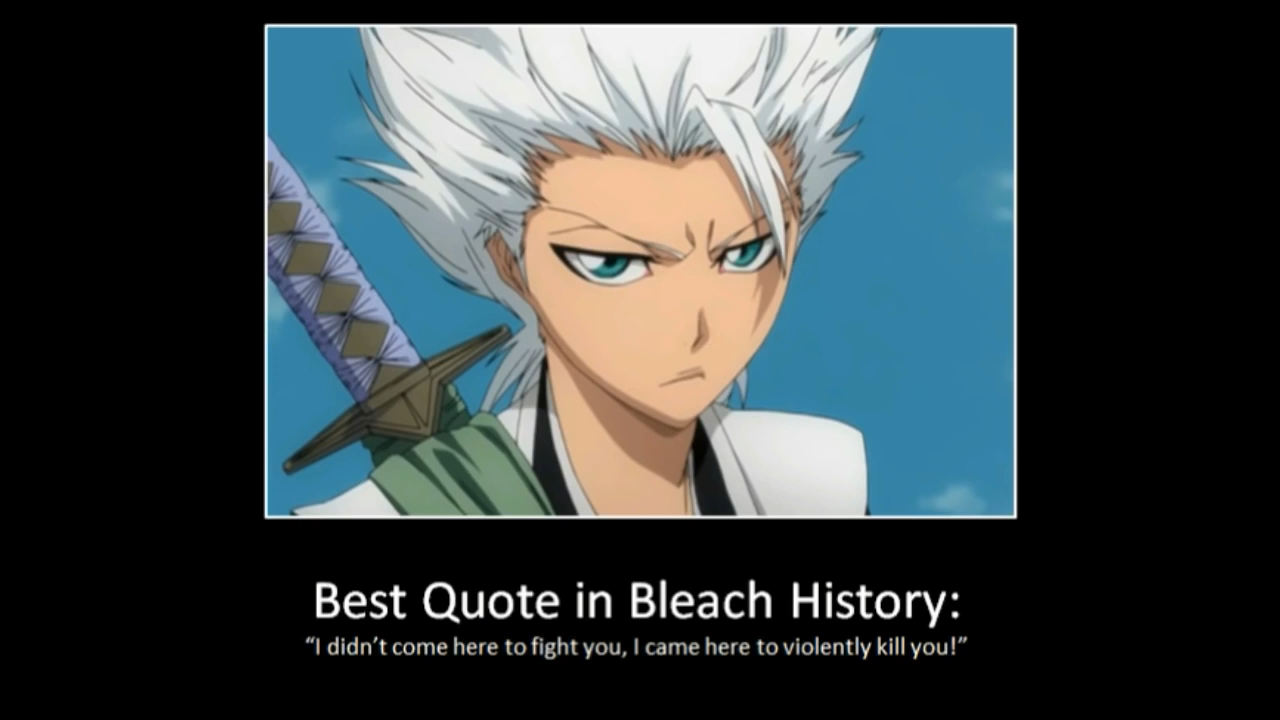 Best Quote in Bleach History:
“I didn’t come here to fight you, I came here to violently kill you!”